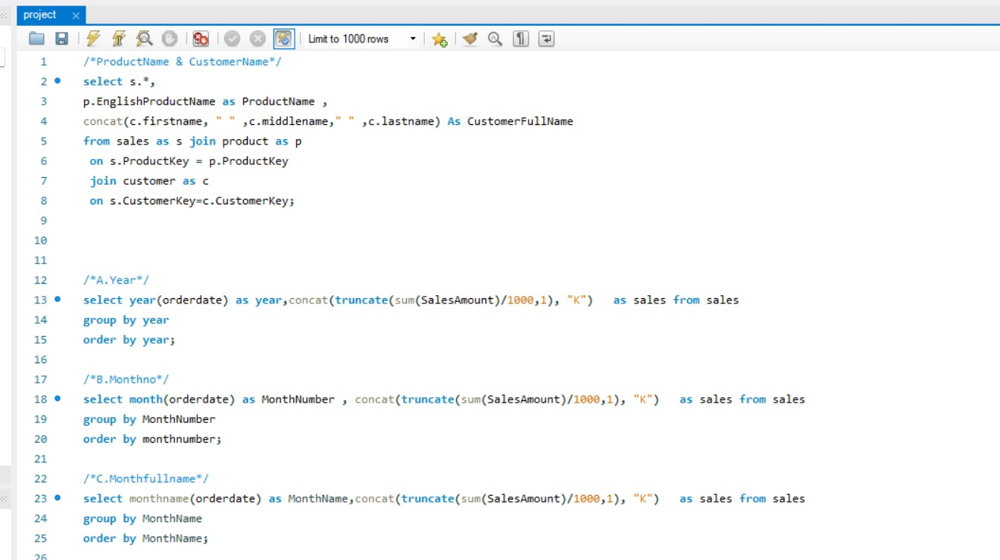 project
Limit to 1000 rows
1 /*ProductName & CustomerName*/
2 select s.*,
3 p.EnglishProductName as ProductName ,
4 concat(c.firstname, " " ,c.middlename," " ,c.lastname) As CustomerFullName
5 from sales as s join product as p
6 on s.ProductKey = p.ProductKey
7 join customer as c
8 on s.CustomerKey=c.CustomerKey;
9
10
11
12 /*A.Year*/
13 select year(orderdate) as year,concat(truncate(sum(SalesAmount)/1000,1), "K") as sales from sales
14 group by year
15 order by year;
16
17 /*B.Monthno*/
18 select month(orderdate) as MonthNumber , concat(truncate(sum(SalesAmount)/1000,1), "K") as sales from sales
19 group by MonthNumber
20 order by monthnumber;
21
22 /*C.Monthfullname*/
23 select monthname(orderdate) as MonthName,concat(truncate(sum(SalesAmount)/1000,1), "K") as sales from sales
24 group by MonthName
25 order by MonthName;
26